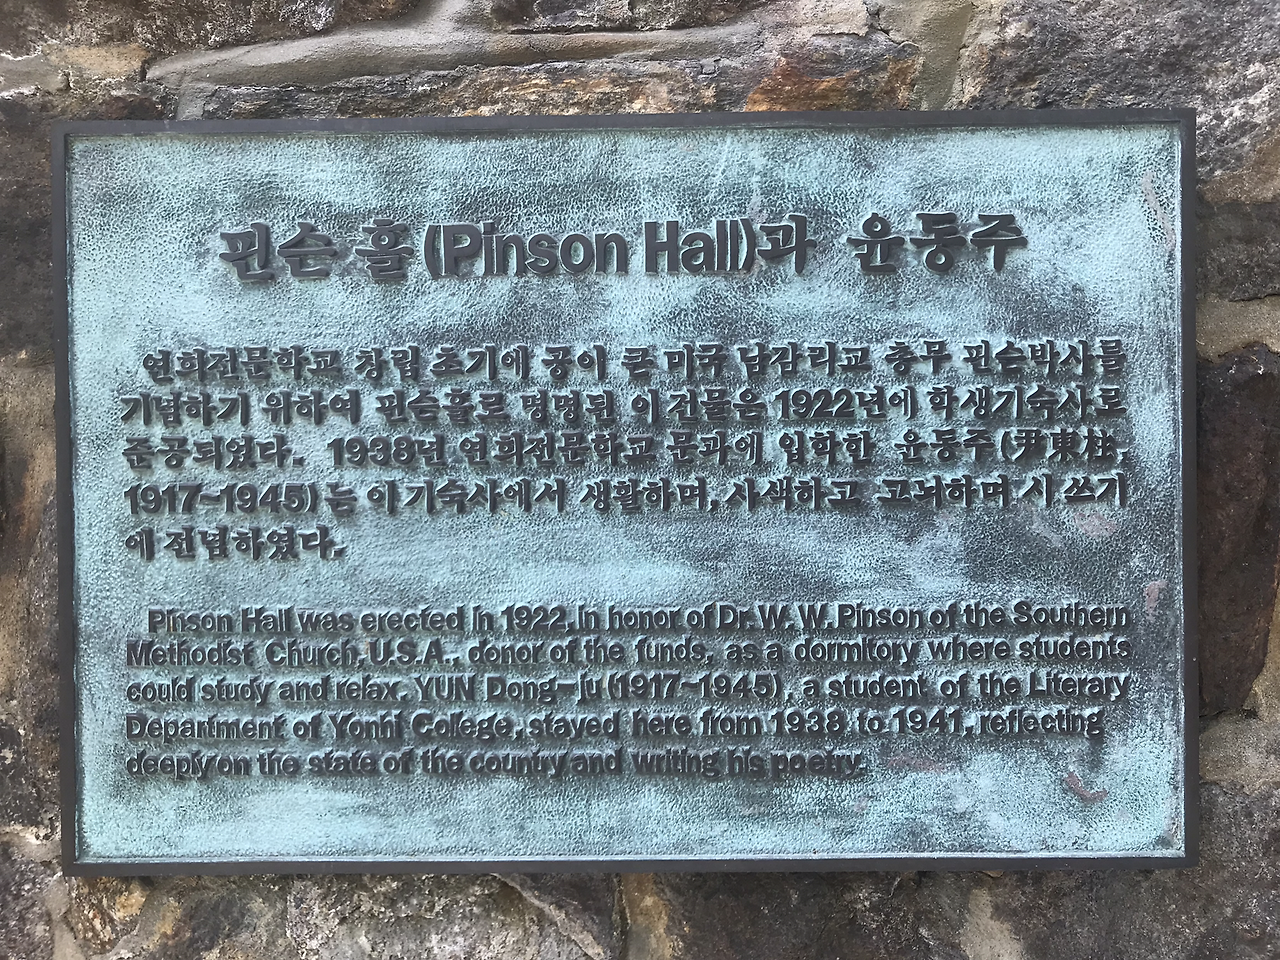 핀슨 홀(Pinson Hall)과 윤동주
연희전문학교 창립 초기에 공이 큰 미국 남감리교 총무 핀슨박사를
기념하기 위하여 핀슨홀로 명명된 이 건물은 1922년에 학생기숙사로
준공되었다. 1938년 연희전문학교 문과에 입학한 윤동주(尹東柱,
1917~1945)는 이 기숙사에서 생활하며, 사색하고 고뇌하며 시 쓰기
에 전념하였다.
Pinson Hall was erected in 1922, in honor of Dr. W. W. Pinson of the Southern
Methodist Church, U.S.A., donor of the funds, as a dormitory where students
could study and relax. YUN Dong-ju (1917~1945), a student of the Literary
Department of Yonhi College, stayed here from 1938 to 1941, reflecting
deeply on the state of the country and writing his poetry.